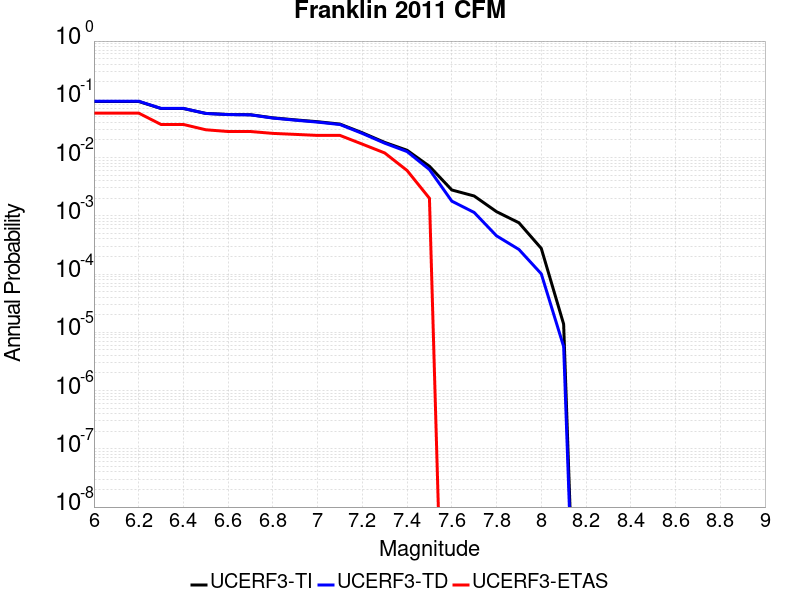 Franklin 2011 CFM
10^0
10^-1
10^-2
10^-3
10^-4
10^-5
10^-6
10^-7
10^-8
Annual Probability
6 6.2 6.4 6.6 6.8 7 7.2 7.4 7.6 7.8 8 8.2 8.4 8.6 8.8 9
Magnitude
UCERF3-TI UCERF3-TD UCERF3-ETAS